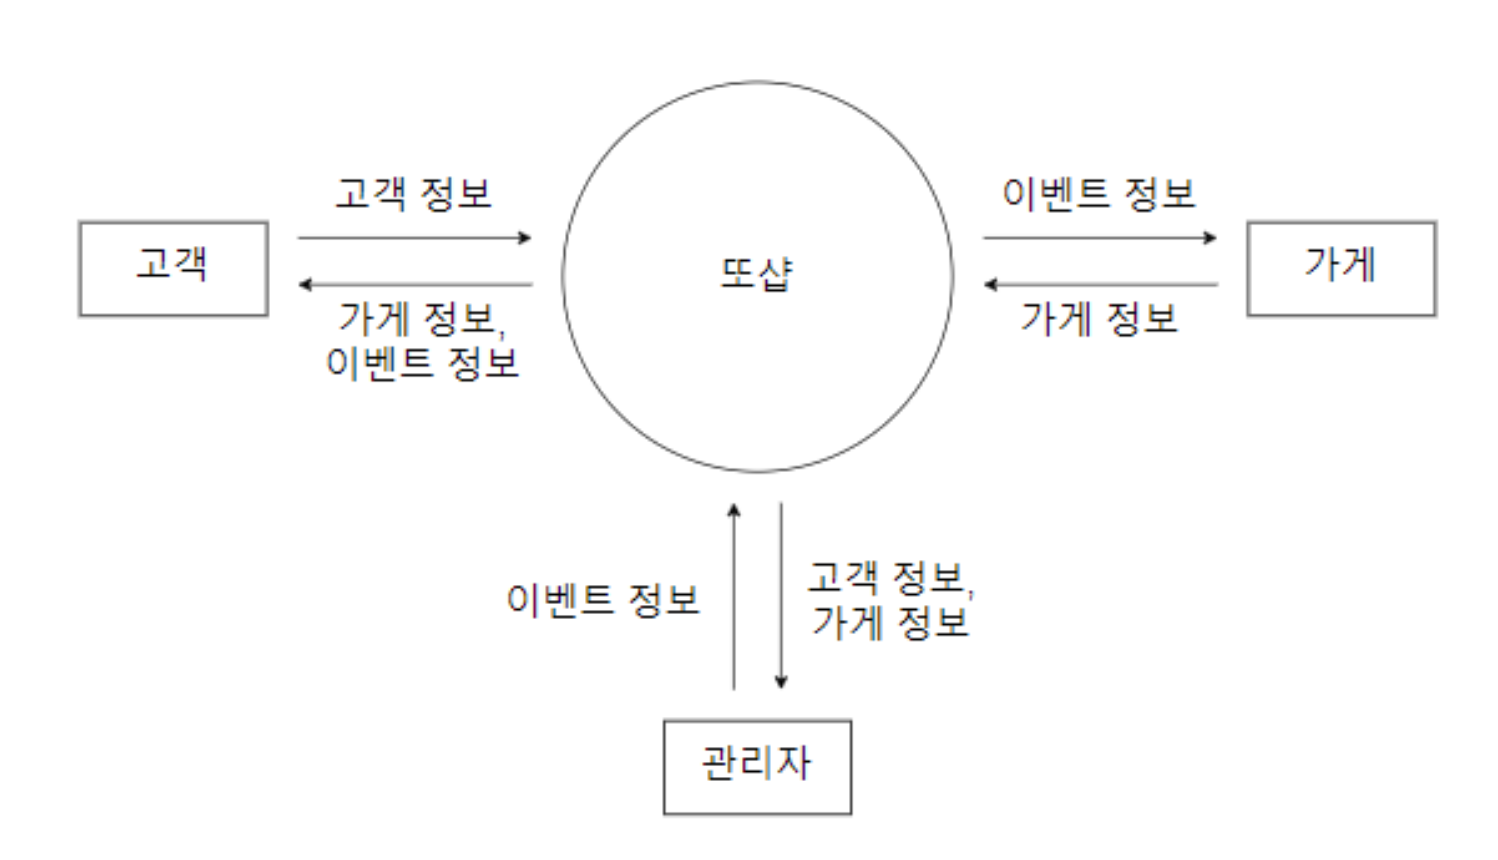 고객 정보
이벤트 정보
고객
또샵
가게
가게 정보,
이벤트 정보
가게 정보
이벤트 정보
고객 정보,
가게 정보
관리자